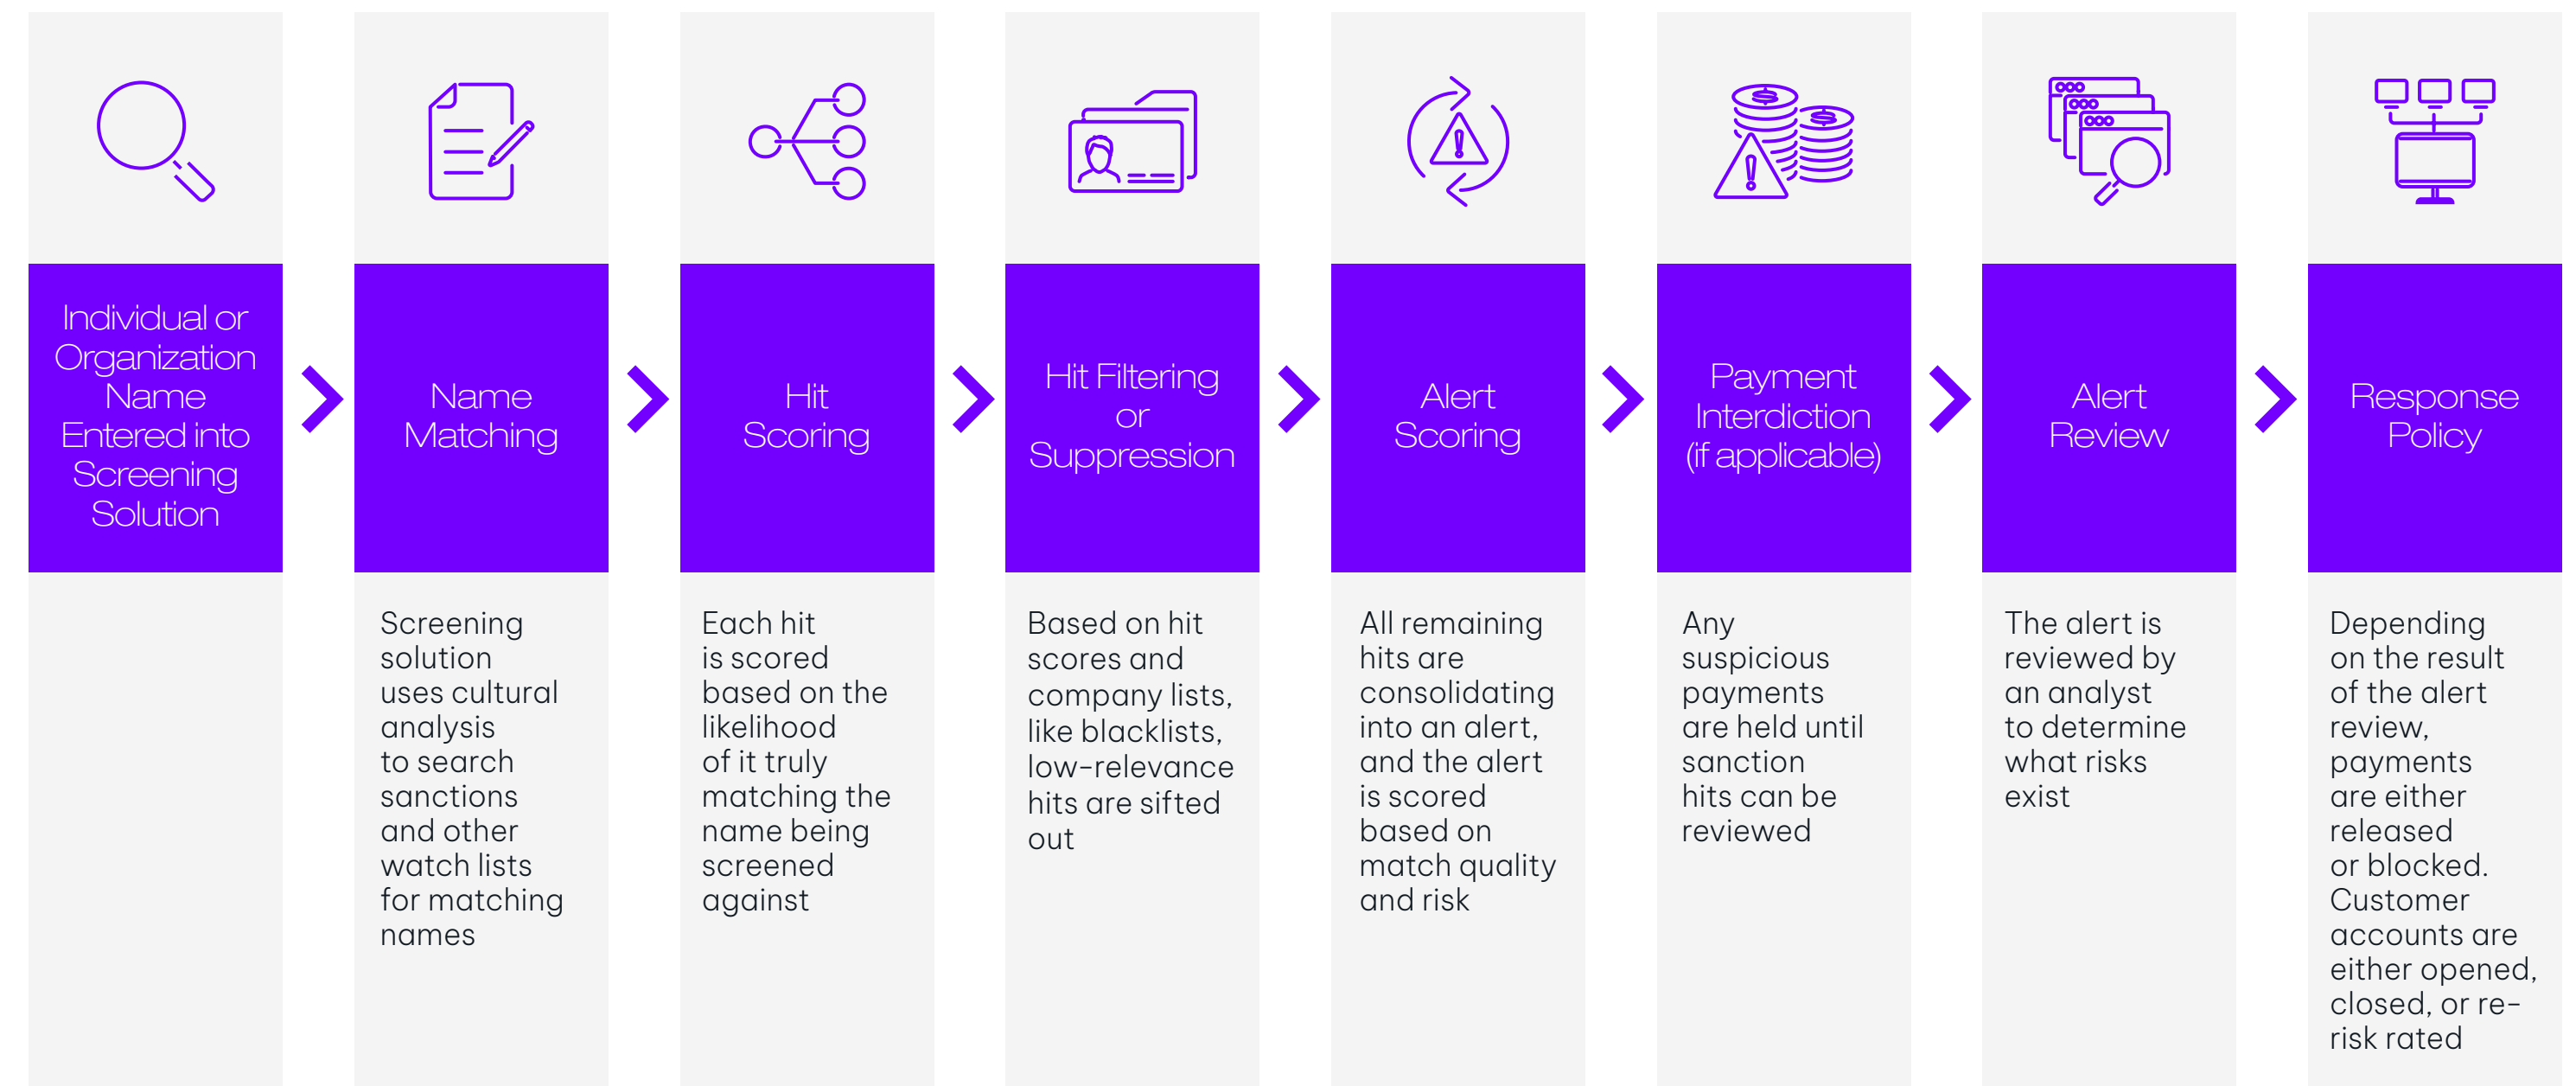 Individual or
Organization
Name
Entered into
Screening
Solution
Name
Matching
Screening
solution
uses cultural
analysis
to search
sanctions
and other
watch lists
for matching
names
Hit
Scoring
Each hit
is scored
based on the
likelihood
of it truly
matching the
name being
screened
against
Hit Filtering
or
Suppression
Based on hit
scores and
company lists,
like blacklists,
low-relevance
hits are sifted
out
Alert
Scoring
All remaining
hits are
consolidating
into an alert,
and the alert
is scored
based on
match quality
and risk
Payment
Interdiction
(if applicable)
Any
suspicious
payments
are held until
sanction
hits can be
reviewed
Alert
Review
The alert is
reviewed by
an analyst
to determine
what risks
exist
Response
Policy
Depending
on the result
of the alert
review,
payments
are either
released
or blocked.
Customer
accounts are
either opened,
closed, or re-
risk rated